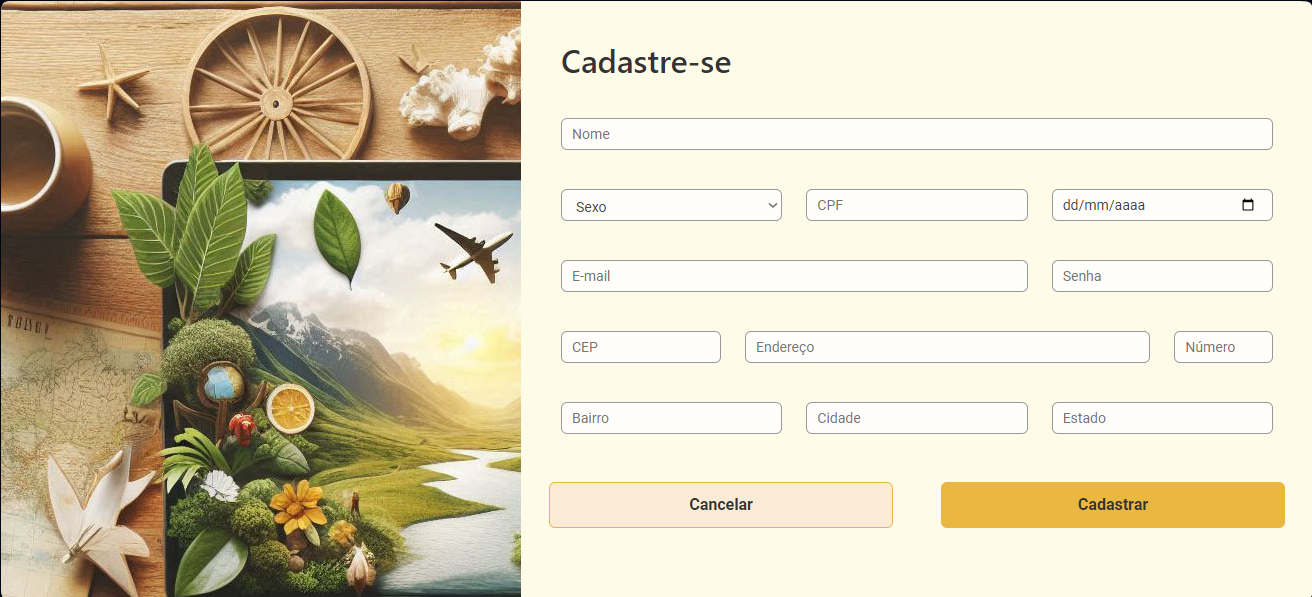 Cadastre-se
Nome
Sexo CPF dd/mm/aaaa
E-mail Senha
CEP Endereço Número
Bairro Cidade Estado
Cancelar Cadastrar